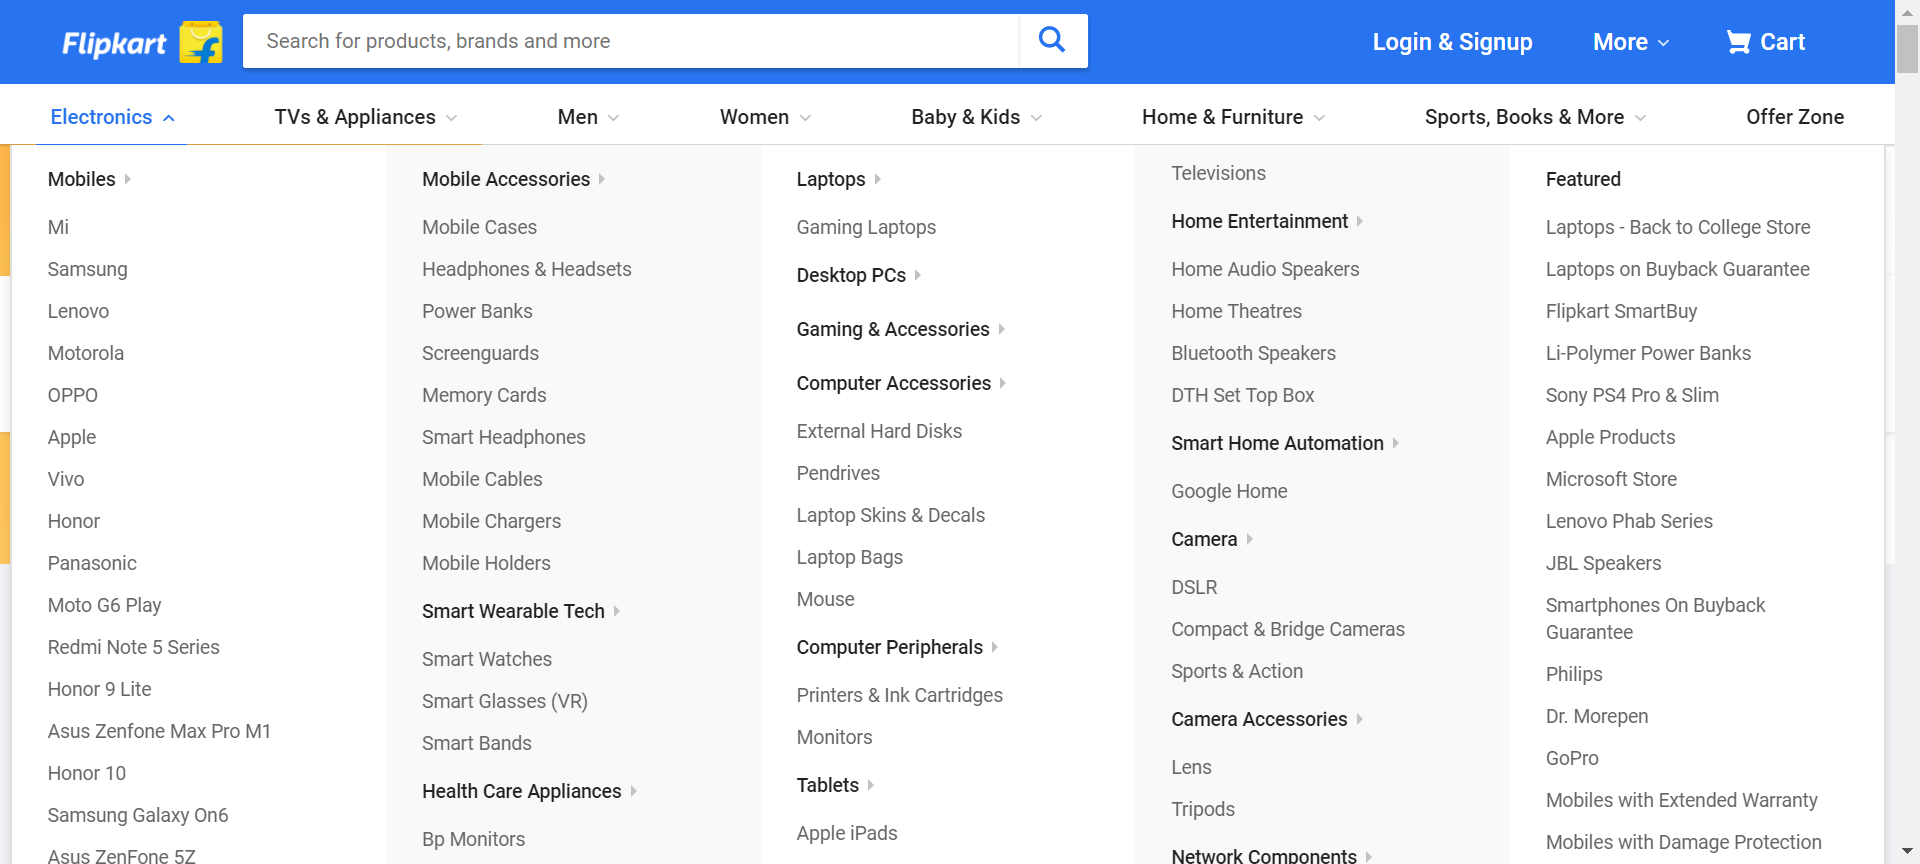 Flipkart
Search for products, brands and more
Login & Signup
More
Cart
Electronics
TVs & Appliances
Men
Women
Baby & Kids
Home & Furniture
Sports, Books & More
Offer Zone
Mobiles
Mi
Samsung
Lenovo
Motorola
OPPO
Apple
Vivo
Honor
Panasonic
Moto G6 Play
Redmi Note 5 Series
Honor 9 Lite
Asus Zenfone Max Pro M1
Honor 10
Samsung Galaxy On6
Asus ZenFone 5Z
Mobile Accessories
Mobile Cases
Headphones & Headsets
Power Banks
Screenguards
Memory Cards
Smart Headphones
Mobile Cables
Mobile Chargers
Mobile Holders
Smart Wearable Tech
Smart Watches
Smart Glasses (VR)
Smart Bands
Health Care Appliances
Bp Monitors
Laptops
Gaming Laptops
Desktop PCs
Gaming & Accessories
Computer Accessories
External Hard Disks
Pendrives
Laptop Skins & Decals
Laptop Bags
Mouse
Computer Peripherals
Printers & Ink Cartridges
Monitors
Tablets
Apple iPads
Televisions
Home Entertainment
Home Audio Speakers
Home Theatres
Bluetooth Speakers
DTH Set Top Box
Smart Home Automation
Google Home
Camera
DSLR
Compact & Bridge Cameras
Sports & Action
Camera Accessories
Lens
Tripods
Network Components
Featured
Laptops - Back to College Store
Laptops on Buyback Guarantee
Flipkart SmartBuy
Li-Polymer Power Banks
Sony PS4 Pro & Slim
Apple Products
Microsoft Store
Lenovo Phab Series
JBL Speakers
Smartphones On Buyback
Guarantee
Philips
Dr. Morepen
GoPro
Mobiles with Extended Warranty
Mobiles with Damage Protection